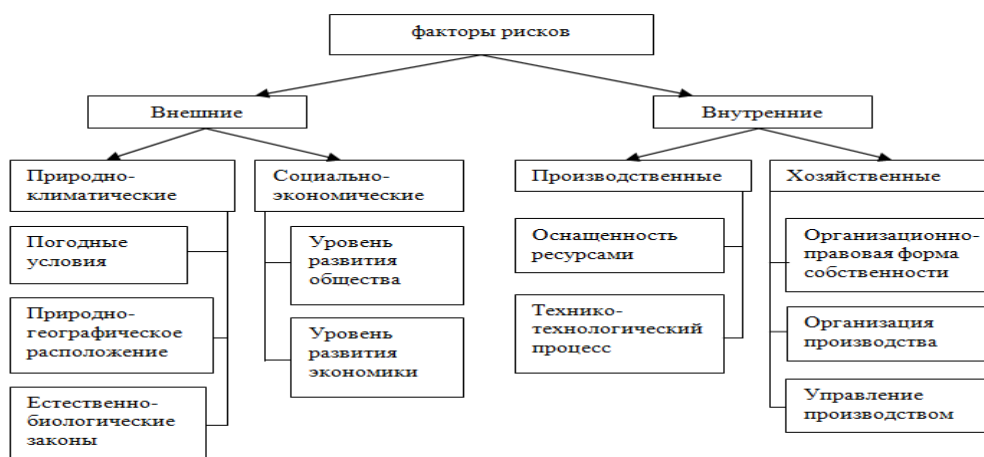 факторы рисков
Внешние
Внутренние
Природно-
климатические
Социально-
экономические
Производственные
Хозяйственные
Погодные
условия
Природно-
географическое
расположение
Естественно-
биологические
законы
Уровень
развития
общества
Уровень
развития
экономики
Оснащенность
ресурсами
Технико-
технологический
процесс
Организационно-
правовая форма
собственности
Организация
производства
Управление
производством